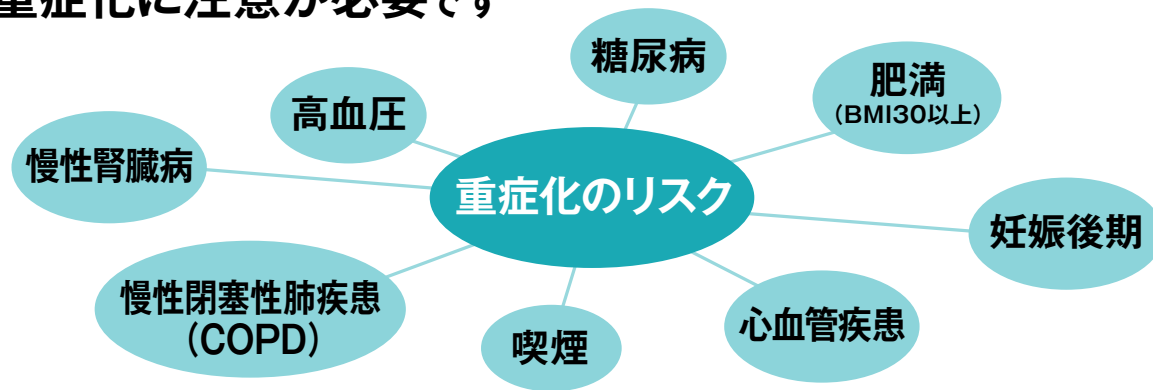 重症化に注意が必要です
糖尿病
肥満
(BMI30以上)
高血圧
慢性腎臓病
重症化のリスク
妊娠後期
慢性閉塞性肺疾患
(COPD)
喫煙
心血管疾患